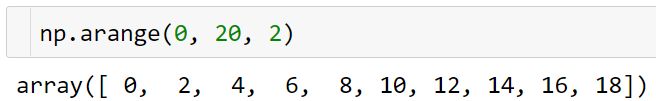 np.arange(0, 20, 2)
array([ 0,  2,  4,  6,  8, 10, 12, 14, 16, 18])